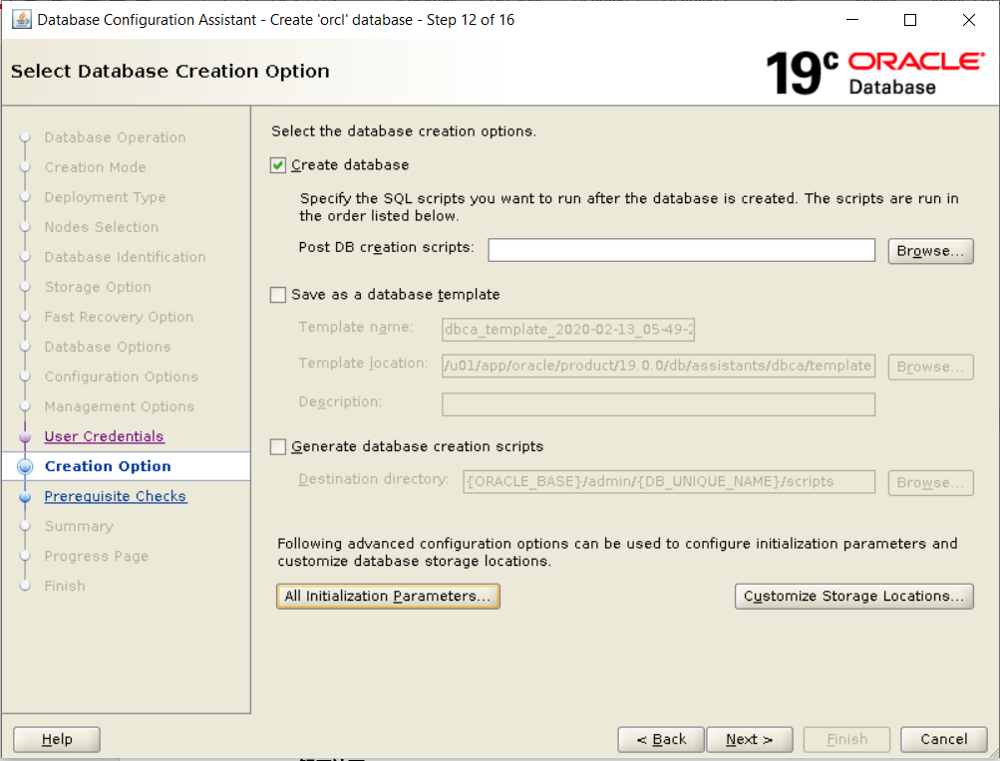 Database Configuration Assistant - Create 'orcl' database - Step 12 of 16
Select Database Creation Option
19c ORACLE
Database
Database Operation
Creation Mode
Deployment Type
Nodes Selection
Database Identification
Storage Option
Fast Recovery Option
Database Options
Configuration Options
Management Options
User Credentials
Creation Option
Prerequisite Checks
Summary
Progress Page
Finish
Select the database creation options.
Create database
Specify the SQL scripts you want to run after the database is created. The scripts are run in
the order listed below.
Post DB creation scripts:
Browse...
Save as a database template
Template name: dbca_template_2020-02-13_05-49-
Template location: /u01/app/oracle/product/19.0.0/db/assistants/dbca/template
Browse...
Description:
Generate database creation scripts
Destination directory: {ORACLE_BASE}/admin/{DB_UNIQUE_NAME}/scripts
Browse...
Following advanced configuration options can be used to configure initialization parameters and
customize database storage locations.
All Initialization Parameters... Customize Storage Locations...
Help < Back Next > Finish Cancel